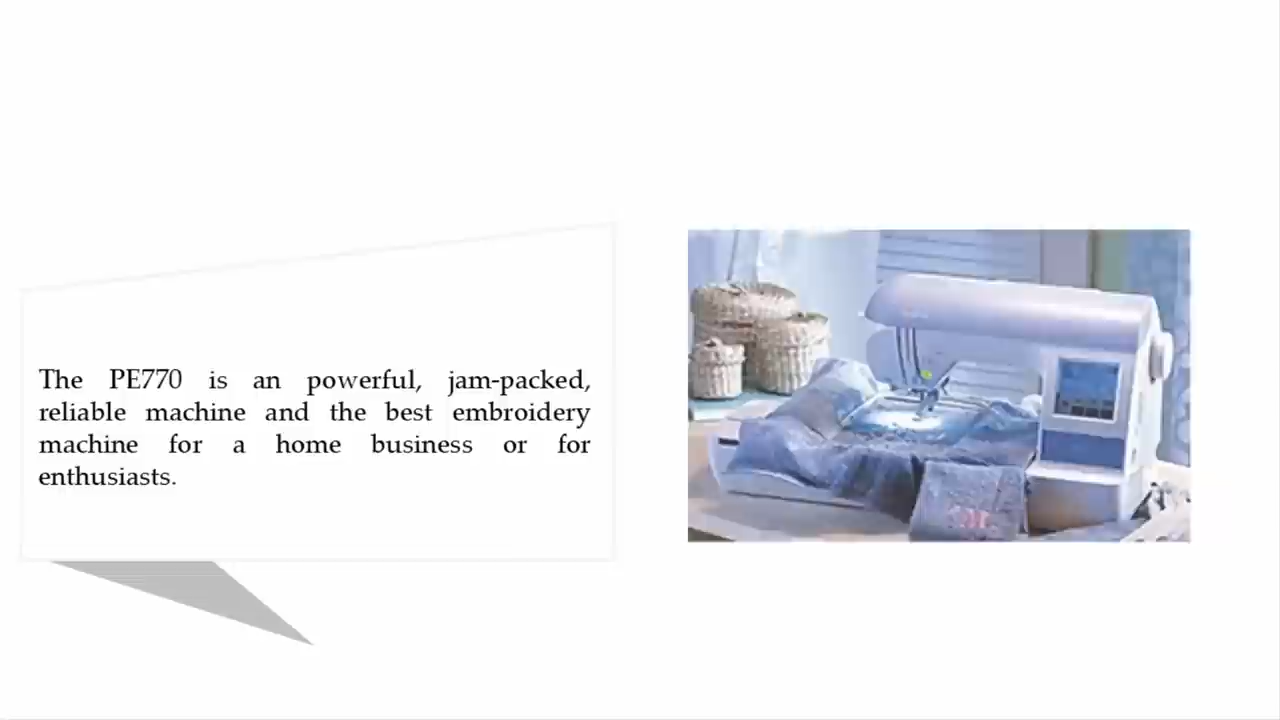 The PE770 is an powerful, jam-packed,
reliable machine and the best embroidery
machine for a home business or for
enthusiasts.